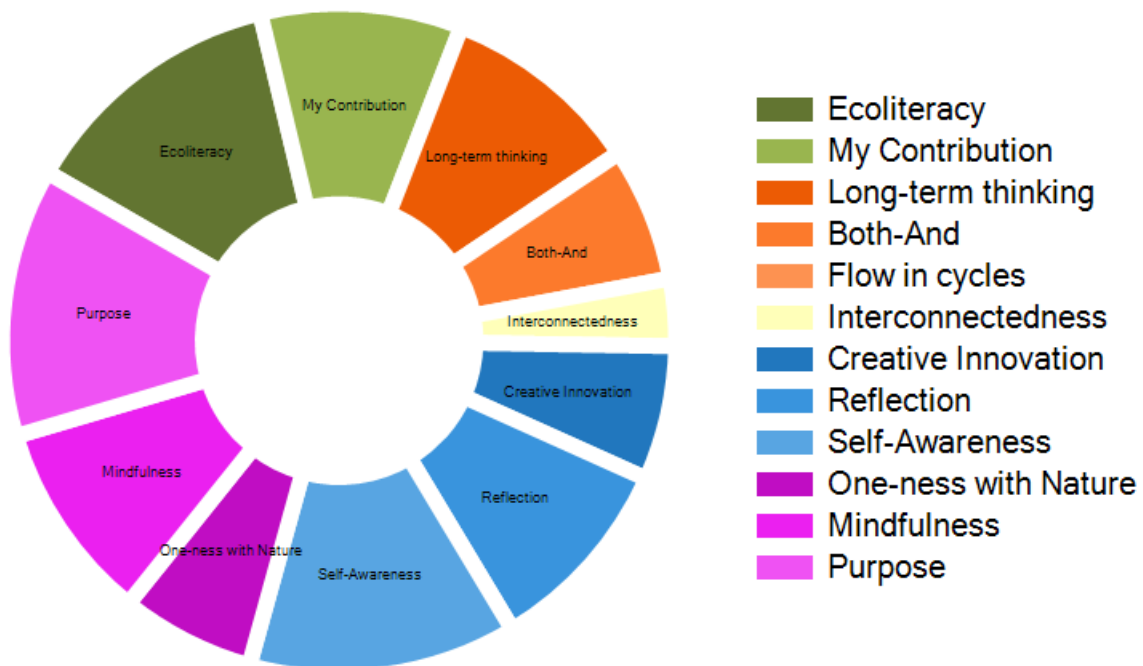 My Contribution
Ecoliteracy
Long-term thinking
Both-And
Purpose
Interconnectedness
Creative Innovation
Mindfulness
Reflection
One-ness with Nature
Self-Awareness
Ecoliteracy
My Contribution
Long-term thinking
Both-And
Flow in cycles
Interconnectedness
Creative Innovation
Reflection
Self-Awareness
One-ness with Nature
Mindfulness
Purpose